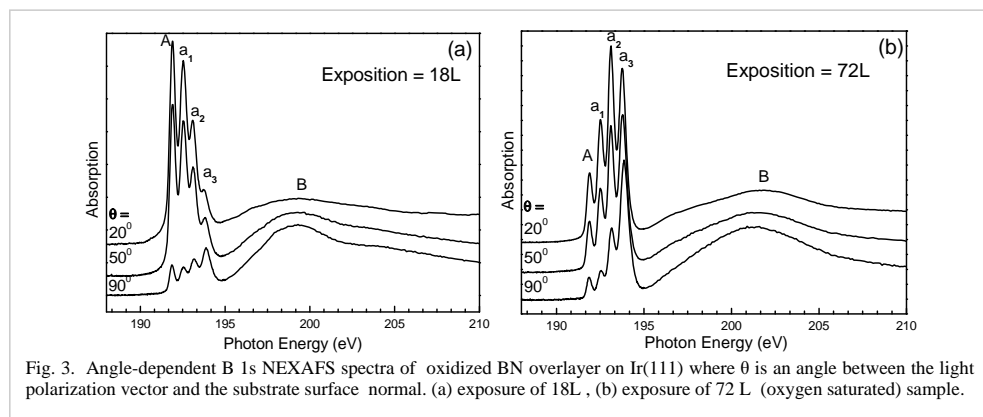 (a)
Exposition = 18L
A
a1
a2
a3
B
Absorption
θ=
20⁰
50⁰
90⁰
190 195 200 205 210
Photon Energy (eV)
(b)
Exposition = 72L
a2
a3
a1
A
B
Absorption
θ=
20⁰
50⁰
90⁰
190 195 200 205 210
Photon Energy (eV)
Fig. 3. Angle-dependent B 1s NEXAFS spectra of oxidized BN overlayer on Ir(111) where θ is an angle between the light
polarization vector and the substrate surface normal. (a) exposure of 18L , (b) exposure of 72 L (oxygen saturated) sample.